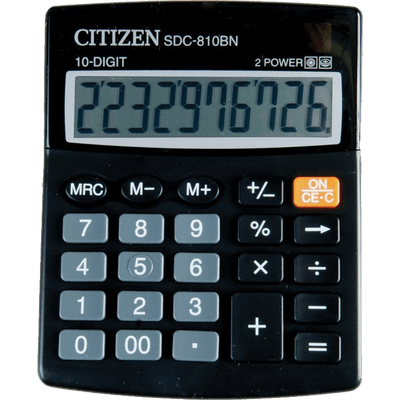 CITIZEN SDC-810BN
10-DIGIT 2 POWER
2232976726
MRC M− M+ +/− ON CE·C
7 8 9 % →
4 5 6 × ÷
1 2 3 + −
0 00 · =